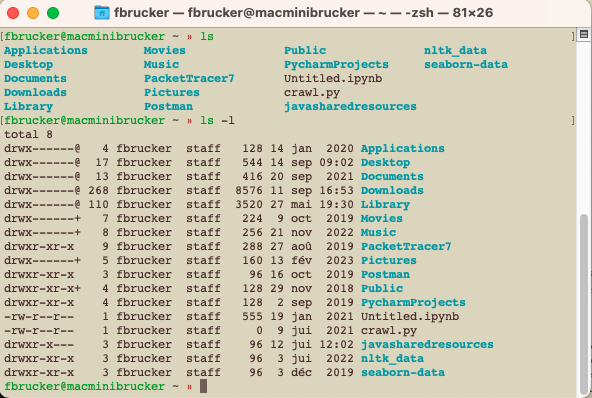 fbrucker — fbrucker@macminibrucker — ~ — -zsh — 81×26
[fbrucker@macminibrucker ~ » ls ]
Applications Movies Public nltk_data
Desktop Music PycharmProjects seaborn-data
Documents PacketTracer7 Untitled.ipynb
Downloads Pictures crawl.py
Library Postman javasharedresources
[fbrucker@macminibrucker ~ » ls -l ]
total 8
drwx------@ 4 fbrucker staff 128 14 jan 2020 Applications
drwx------@ 17 fbrucker staff 544 14 sep 09:02 Desktop
drwx------@ 13 fbrucker staff 416 20 sep 2021 Documents
drwx------@ 268 fbrucker staff 8576 11 sep 16:53 Downloads
drwx------@ 110 fbrucker staff 3520 27 mai 19:30 Library
drwx------+ 7 fbrucker staff 224 9 oct 2019 Movies
drwx------+ 8 fbrucker staff 256 21 nov 2022 Music
drwxr-xr-x 9 fbrucker staff 288 27 aoû 2019 PacketTracer7
drwx------+ 5 fbrucker staff 160 13 fév 2023 Pictures
drwxr-xr-x 3 fbrucker staff 96 16 oct 2019 Postman
drwxr-xr-x+ 4 fbrucker staff 128 29 nov 2018 Public
drwxr-xr-x 4 fbrucker staff 128 2 sep 2019 PycharmProjects
-rw-r--r-- 1 fbrucker staff 555 19 jan 2021 Untitled.ipynb
-rw-r--r-- 1 fbrucker staff 0 9 jui 2021 crawl.py
drwxr-x--- 3 fbrucker staff 96 12 jui 12:02 javasharedresources
drwxr-xr-x 3 fbrucker staff 96 3 jui 2022 nltk_data
drwxr-xr-x 3 fbrucker staff 96 3 déc 2019 seaborn-data
fbrucker@macminibrucker ~ »